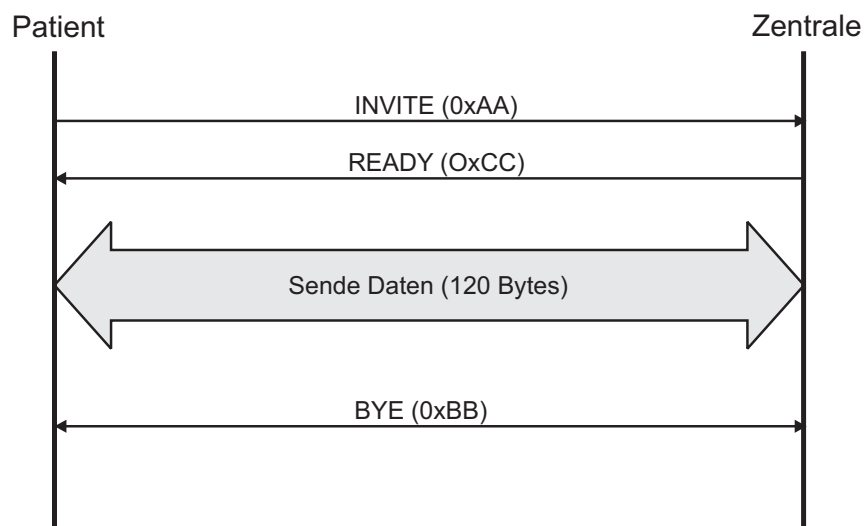 Patient
Zentrale
INVITE (0xAA)
READY (OxCC)
Sende Daten (120 Bytes)
BYE (0xBB)